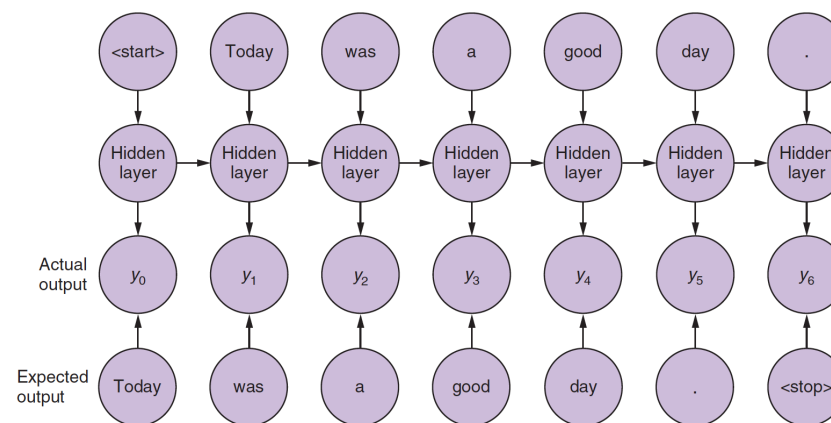 <start> Today was a good day .
Hidden Hidden Hidden Hidden Hidden Hidden Hidden
layer layer layer layer layer layer layer
Actual
output
y0 y1 y2 y3 y4 y5 y6
Expected
output
Today was a good day . <stop>